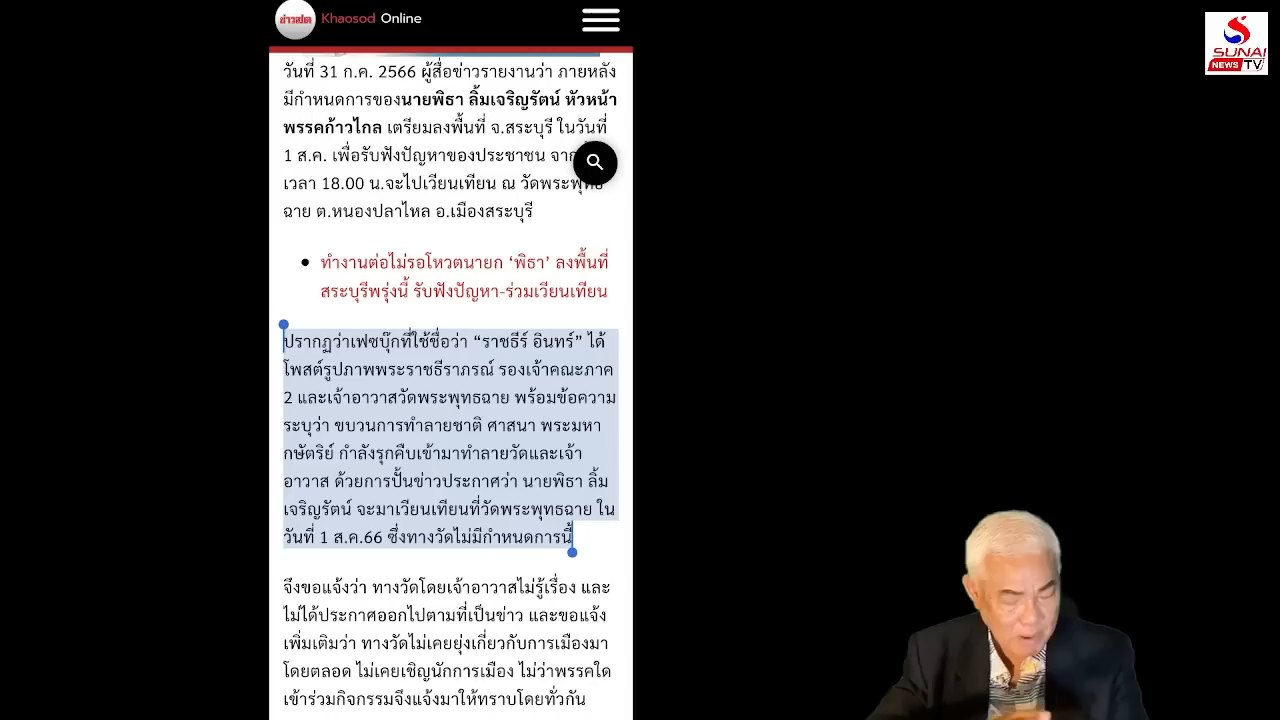 ข่าวสด Khaosod Online
SUNAI
NEWS TV
วันที่ 31 ก.ค. 2566 ผู้สื่อข่าวรายงานว่า ภายหลัง
มีกำหนดการของนายพิธา ลิ้มเจริญรัตน์ หัวหน้า
พรรคก้าวไกล เตรียมลงพื้นที่ จ.สระบุรี ในวันที่
1 ส.ค. เพื่อรับฟังปัญหาของประชาชน จาก
เวลา 18.00 น.จะไปเวียนเทียน ณ วัดพระพุทธ
ฉาย ต.หนองปลาไหล อ.เมืองสระบุรี
• ทำงานต่อไม่รอโหวตนายก ‘พิธา’ ลงพื้นที่
สระบุรีพรุ่งนี้ รับฟังปัญหา-ร่วมเวียนเทียน
ปรากฏว่าเฟซบุ๊กที่ใช้ชื่อว่า “ราชธีร์ อินทร์” ได้
โพสต์รูปภาพพระราชธีราภรณ์ รองเจ้าคณะภาค
2 และเจ้าอาวาสวัดพระพุทธฉาย พร้อมข้อความ
ระบุว่า ขบวนการทำลายชาติ ศาสนา พระมหา
กษัตริย์ กำลังรุกคืบเข้ามาทำลายวัดและเจ้า
อาวาส ด้วยการปั้นข่าวประกาศว่า นายพิธา ลิ้ม
เจริญรัตน์ จะมาเวียนเทียนที่วัดพระพุทธฉาย ใน
วันที่ 1 ส.ค.66 ซึ่งทางวัดไม่มีกำหนดการนี้
จึงขอแจ้งว่า ทางวัดโดยเจ้าอาวาสไม่รู้เรื่อง และ
ไม่ได้ประกาศออกไปตามที่เป็นข่าว และขอแจ้ง
เพิ่มเติมว่า ทางวัดไม่เคยยุ่งเกี่ยวกับการเมืองมา
โดยตลอด ไม่เคยเชิญนักการเมือง ไม่ว่าพรรคใด
เข้าร่วมกิจกรรมจึงแจ้งมาให้ทราบโดยทั่วกัน